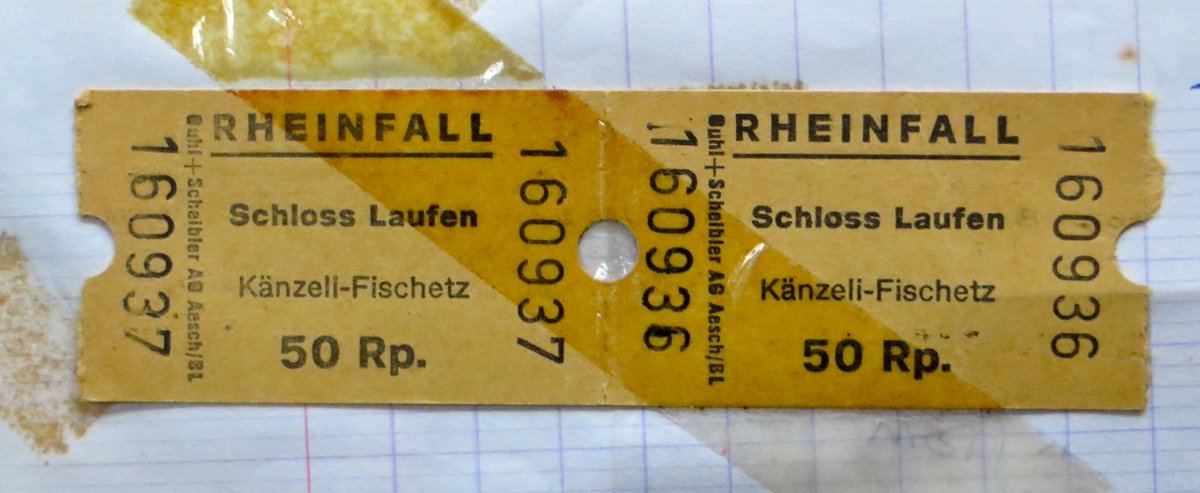 160937
Buhl+Scheibler AG Aesch/BL
RHEINFALL
Schloss Laufen
Känzeli-Fischetz
50 Rp.
160937
160936
Buhl+Scheibler AG Aesch/BL
RHEINFALL
Schloss Laufen
Känzeli-Fischetz
50 Rp.
160936